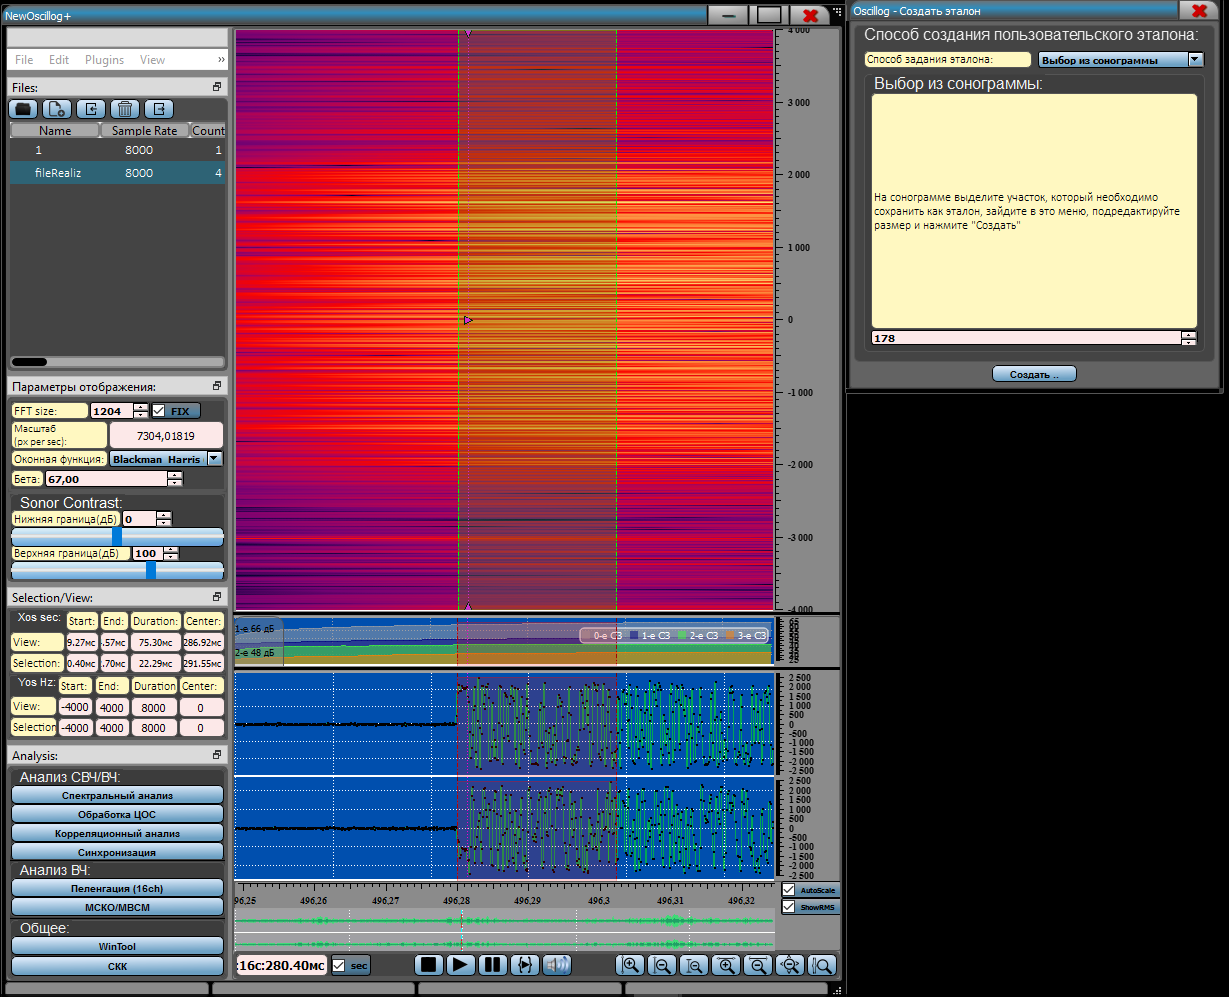 NewOscillog+
File Edit Plugins View »
Files:
Name Sample Rate Count
1 8000 1
fileRealiz 8000 4
Параметры отображения:
FFT size: 1204 FIX
Масштаб
(px per sec): 7304,01819
Оконная функция: Blackman Harris
Бета: 67,00
Sonor Contrast:
Нижняя граница(дБ) 0
Верхняя граница(дБ) 100
Selection/View:
Xos sec: Start: End: Duration: Center:
View: 9.27мс .57мс 75.30мс 286.92мс
Selection: 0.40мс .70мс 22.29мс 291.55мс
Yos Hz: Start: End: Duration Center:
View: -4000 4000 8000 0
Selection -4000 4000 8000 0
Analysis:
Анализ СВЧ/ВЧ:
Спектральный анализ
Обработка ЦОС
Корреляционный анализ
Синхронизация
Анализ ВЧ:
Пеленгация (16ch)
МСКО/МВСМ
Общее:
WinTool
СКК
4 000
3 000
2 000
1 000
0
-1 000
-2 000
-3 000
-4 000
1-е 66 дБ
2-е 48 дБ
0-е СЗ 1-е СЗ 2-е СЗ 3-е СЗ
2 500
2 000
1 500
1 000
500
0
-500
-1 000
-1 500
-2 000
-2 500
2 500
2 000
1 500
1 000
500
0
-500
-1 000
-1 500
-2 000
-2 500
496,25 496,26 496,27 496,28 496,29 496,3 496,31 496,32
AutoScale
ShowRMS
:16с:280.40мс sec
Oscillog - Создать эталон
Способ создания пользовательского этапона:
Способ задания эталона: Выбор из сонограммы
Выбор из сонограммы:
На сонограмме выделите участок, который необходимо
сохранить как эталон, зайдите в это меню, подредактируйте
размер и нажмите "Создать"
178
Создать ..